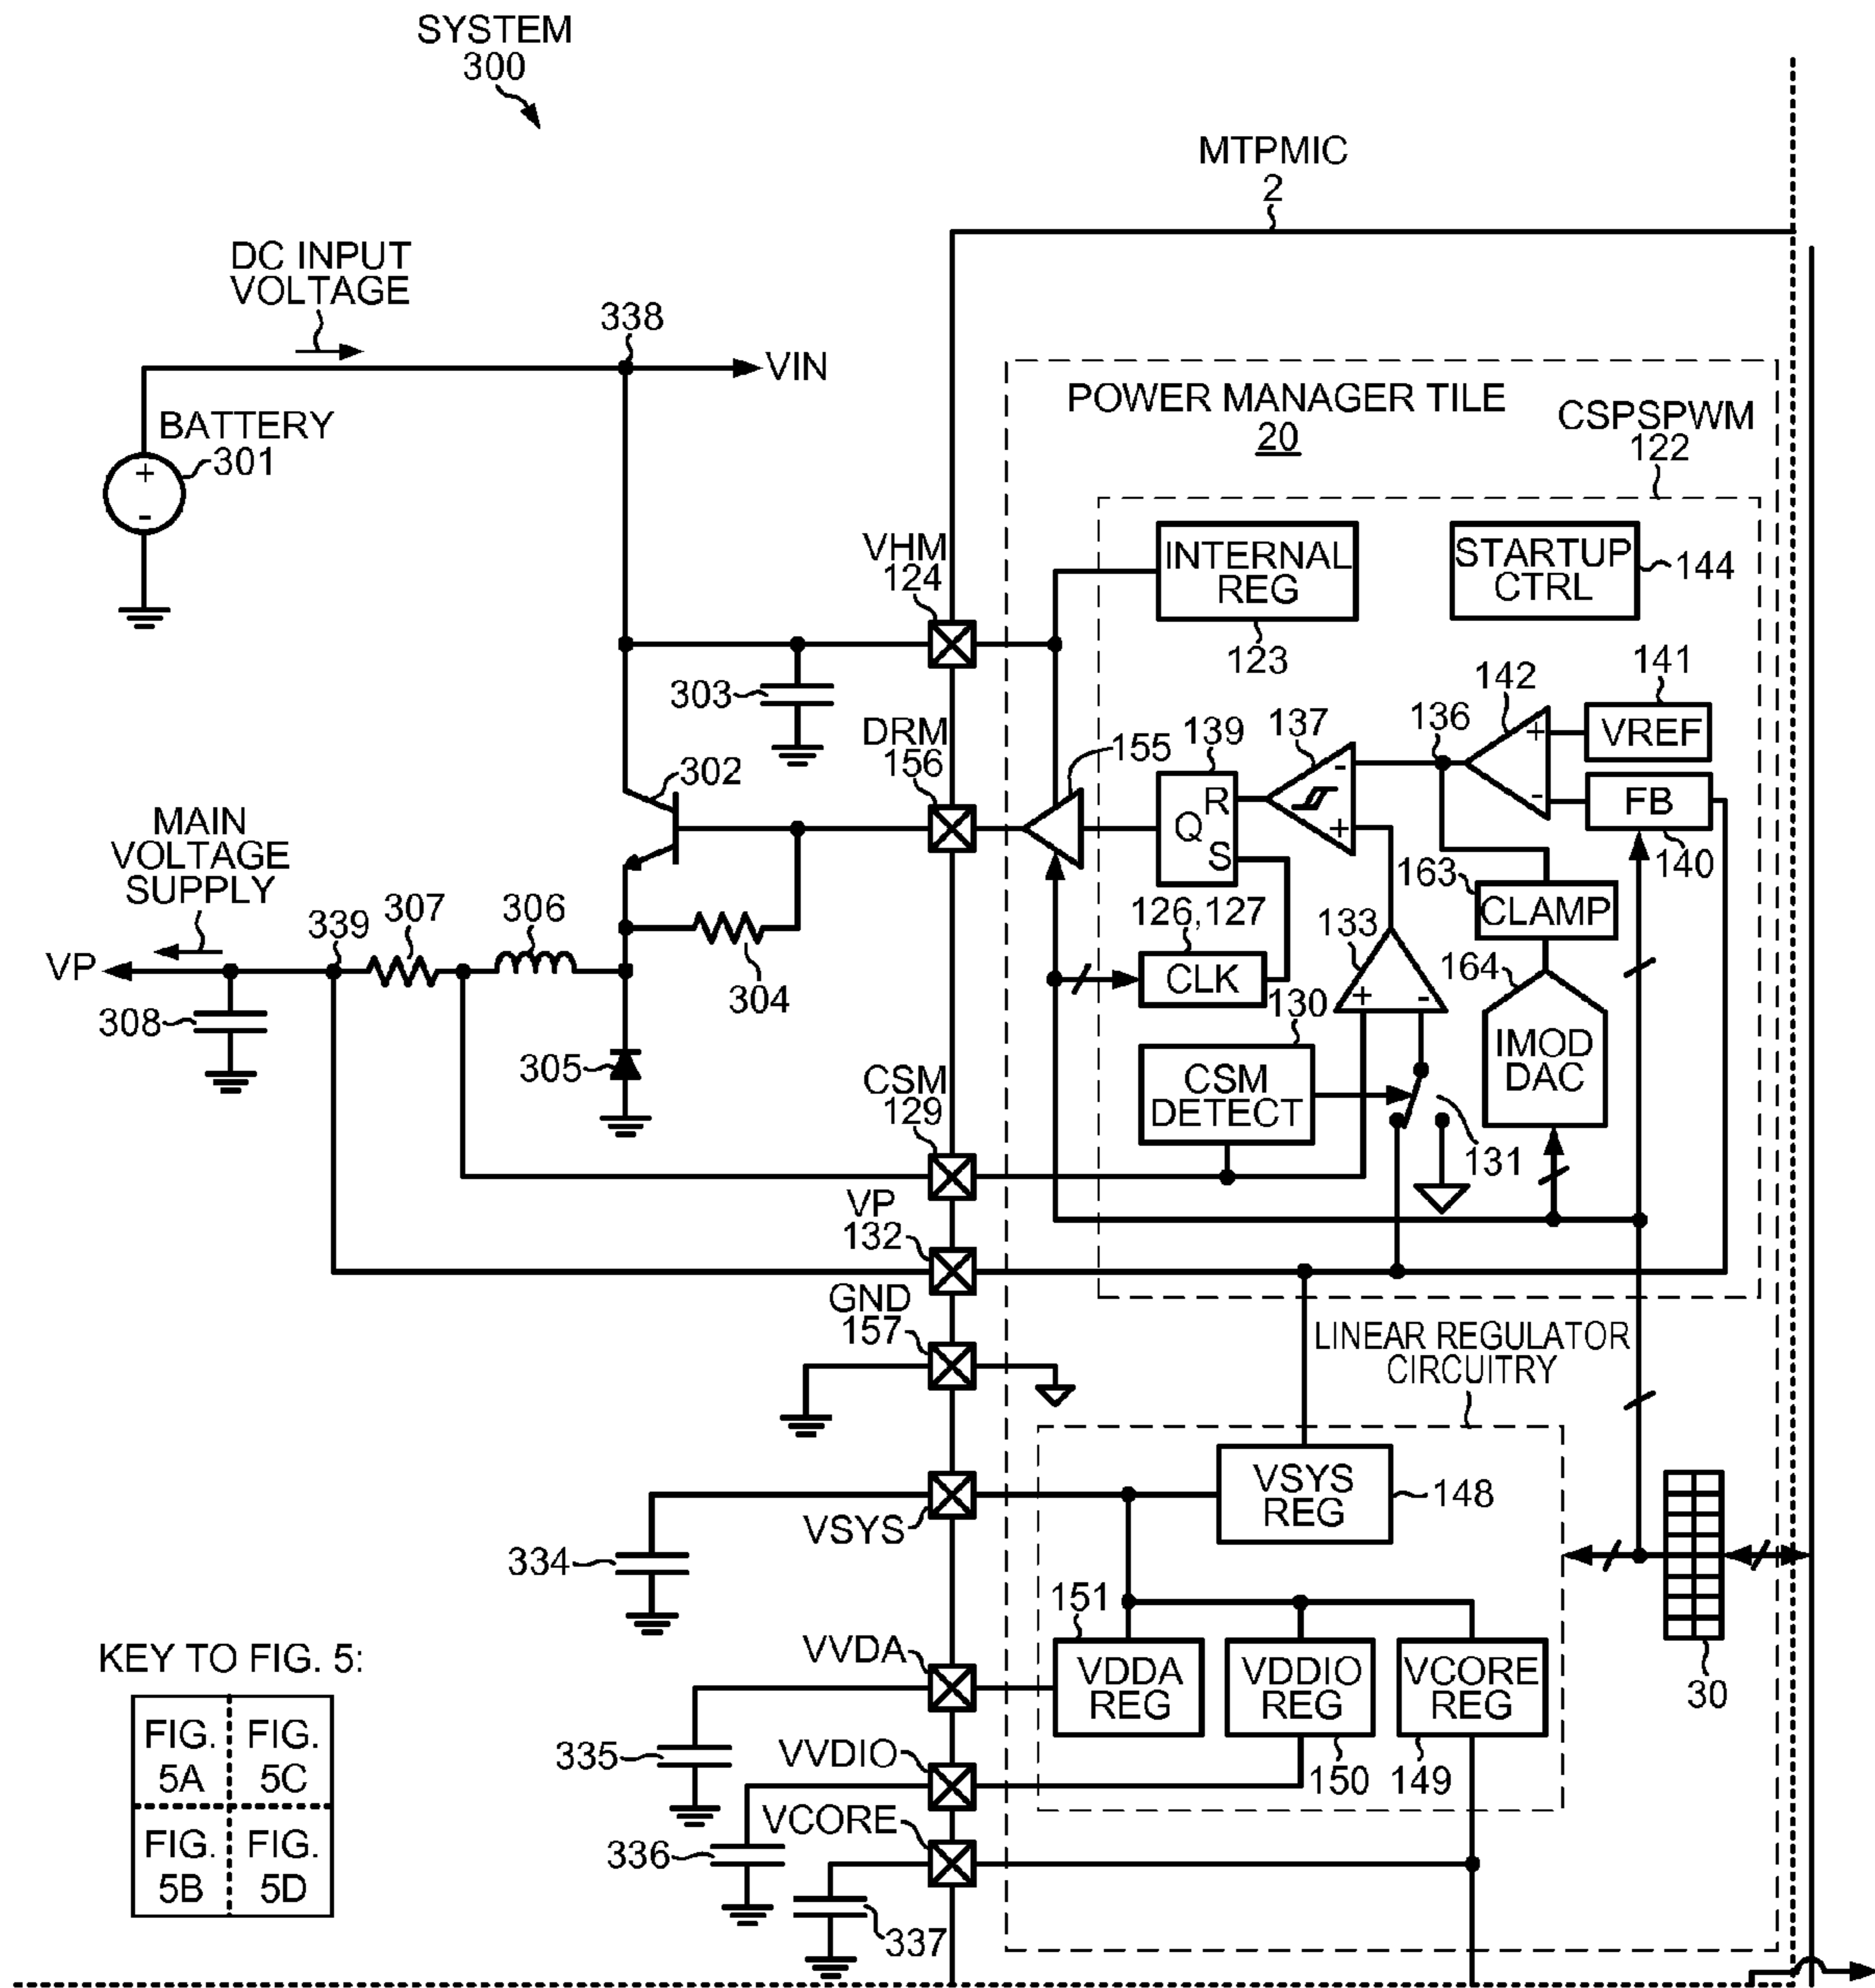 SYSTEM
300
MTPMIC
2
DC INPUT
VOLTAGE
338
VIN
BATTERY
301
+
-
POWER MANAGER TILE
20
CSPSPWM
122
VHM
124
INTERNAL
REG
123
STARTUP
CTRL
144
303
DRM
156
302
155
139
R
Q
S
137
-
+
136
142
+
-
141
VREF
FB
140
MAIN
VOLTAGE
SUPPLY
VP
339
307
306
304
308
305
126,127
CLK
133
+
-
163
CLAMP
164
IMOD
DAC
130
CSM
DETECT
131
CSM
129
VP
132
GND
157
LINEAR REGULATOR
CIRCUITRY
VSYS
REG
148
VSYS
334
151
VDDA
REG
VDDIO
REG
150
VCORE
REG
149
30
VVDA
335
VVDIO
336
VCORE
337
KEY TO FIG. 5:
FIG.
5A
FIG.
5C
FIG.
5B
FIG.
5D